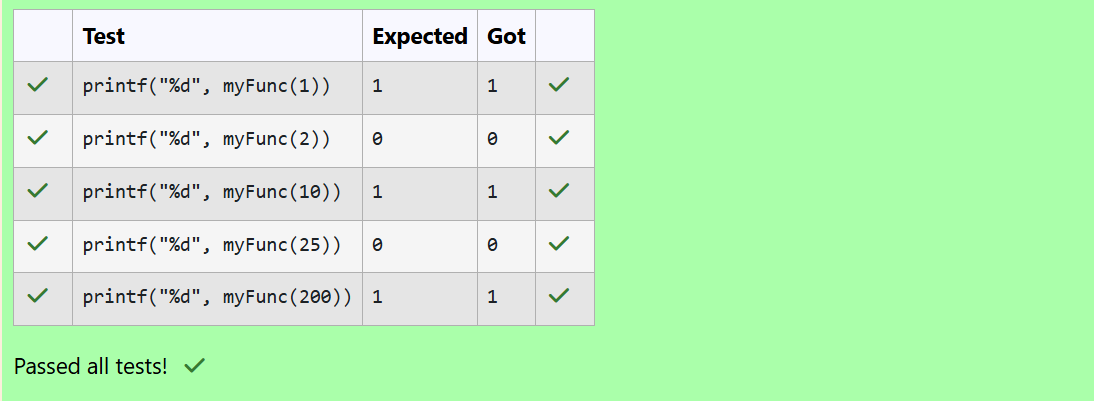 Test Expected Got
printf("%d", myFunc(1)) 1 1
printf("%d", myFunc(2)) 0 0
printf("%d", myFunc(10)) 1 1
printf("%d", myFunc(25)) 0 0
printf("%d", myFunc(200)) 1 1
Passed all tests!